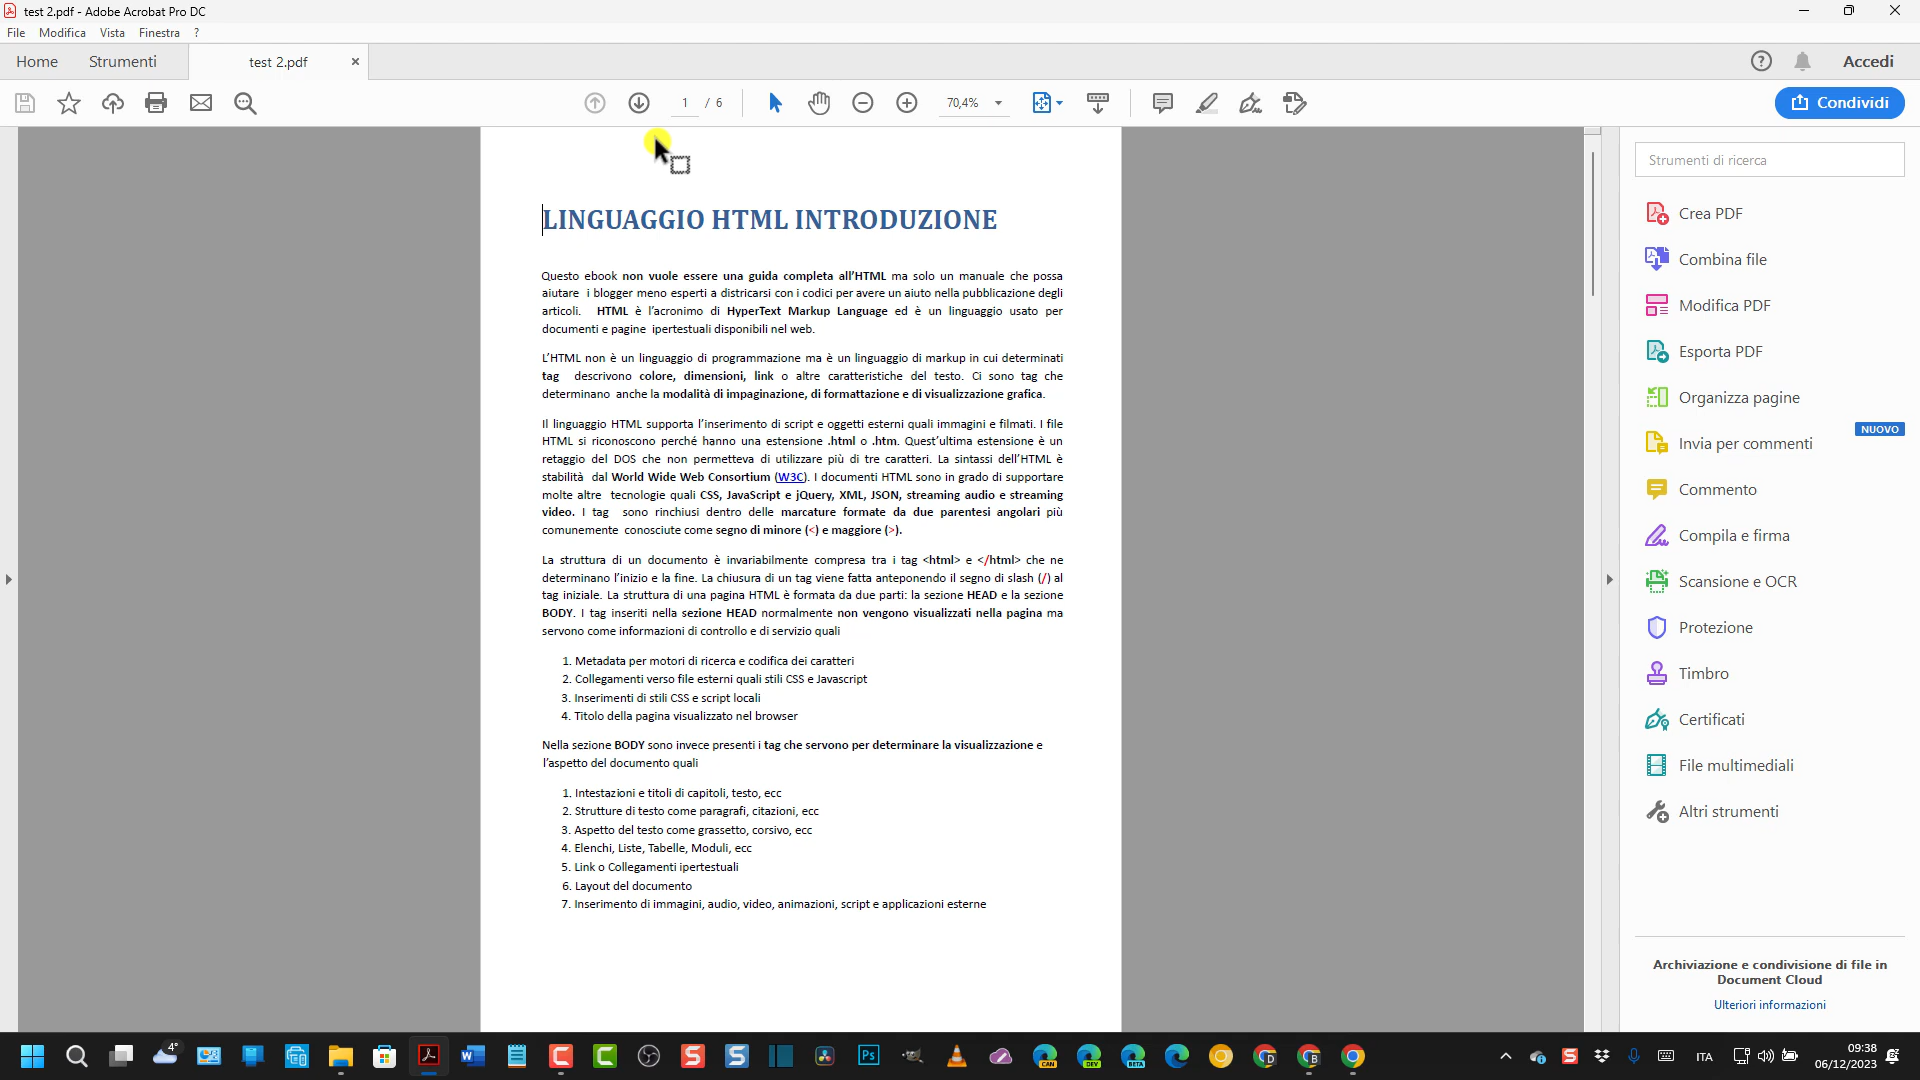 test 2.pdf - Adobe Acrobat Pro DC
File Modifica Vista Finestra ?
Home Strumenti test 2.pdf Accedi
1 / 6 70,4% Condividi
Strumenti di ricerca
LINGUAGGIO HTML INTRODUZIONE
Questo ebook non vuole essere una guida completa all'HTML ma solo un manuale che possa
aiutare i blogger meno esperti a districarsi con i codici per avere un aiuto nella pubblicazione degli
articoli. HTML è l'acronimo di HyperText Markup Language ed è un linguaggio usato per
documenti e pagine ipertestuali disponibili nel web.
L'HTML non è un linguaggio di programmazione ma è un linguaggio di markup in cui determinati
tag descrivono colore, dimensioni, link o altre caratteristiche del testo. Ci sono tag che
determinano anche la modalità di impaginazione, di formattazione e di visualizzazione grafica.
Il linguaggio HTML supporta l'inserimento di script e oggetti esterni quali immagini e filmati. I file
HTML si riconoscono perché hanno una estensione .html o .htm. Quest'ultima estensione è un
retaggio del DOS che non permetteva di utilizzare più di tre caratteri. La sintassi dell'HTML è
stabilità dal World Wide Web Consortium (W3C). I documenti HTML sono in grado di supportare
molte altre tecnologie quali CSS, JavaScript e jQuery, XML, JSON, streaming audio e streaming
video. I tag sono rinchiusi dentro delle marcature formate da due parentesi angolari più
comunemente conosciute come segno di minore (<) e maggiore (>).
La struttura di un documento è invariabilmente compresa tra i tag <html> e </html> che ne
determinano l'inizio e la fine. La chiusura di un tag viene fatta anteponendo il segno di slash (/) al
tag iniziale. La struttura di una pagina HTML è formata da due parti: la sezione HEAD e la sezione
BODY. I tag inseriti nella sezione HEAD normalmente non vengono visualizzati nella pagina ma
servono come informazioni di controllo e di servizio quali
1. Metadata per motori di ricerca e codifica dei caratteri
2. Collegamenti verso file esterni quali stili CSS e Javascript
3. Inserimenti di stili CSS e script locali
4. Titolo della pagina visualizzato nel browser
Nella sezione BODY sono invece presenti i tag che servono per determinare la visualizzazione e
l'aspetto del documento quali
1. Intestazioni e titoli di capitoli, testo, ecc
2. Strutture di testo come paragrafi, citazioni, ecc
3. Aspetto del testo come grassetto, corsivo, ecc
4. Elenchi, Liste, Tabelle, Moduli, ecc
5. Link o Collegamenti ipertestuali
6. Layout del documento
7. Inserimento di immagini, audio, video, animazioni, script e applicazioni esterne
Crea PDF
Combina file
Modifica PDF
Esporta PDF
Organizza pagine
NUOVO
Invia per commenti
Commento
Compila e firma
Scansione e OCR
Protezione
Timbro
Certificati
File multimediali
Altri strumenti
Archiviazione e condivisione di file in
Document Cloud
Ulteriori informazioni
4°
CAN DEV BETA
ITA
09:38
06/12/2023